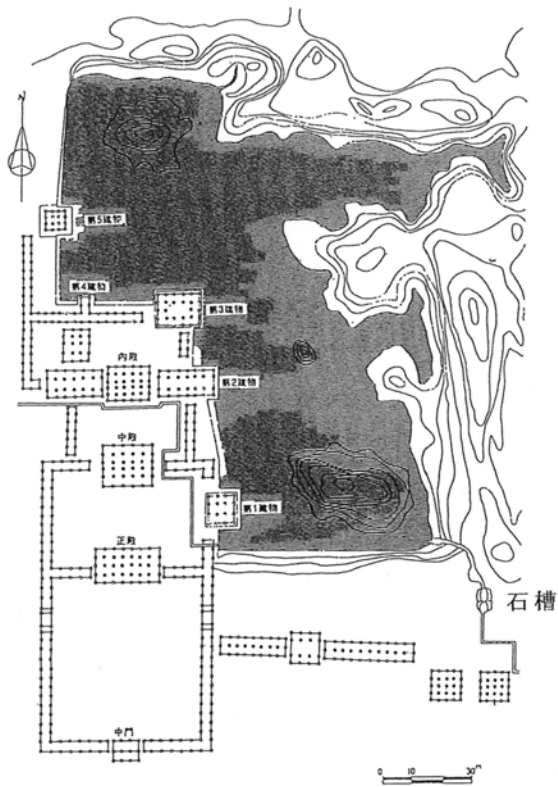 N
第5建物
第4建物
第3建物
内殿
第2建物
中殿
第1建物
正殿
石槽
中門
0 10 30m